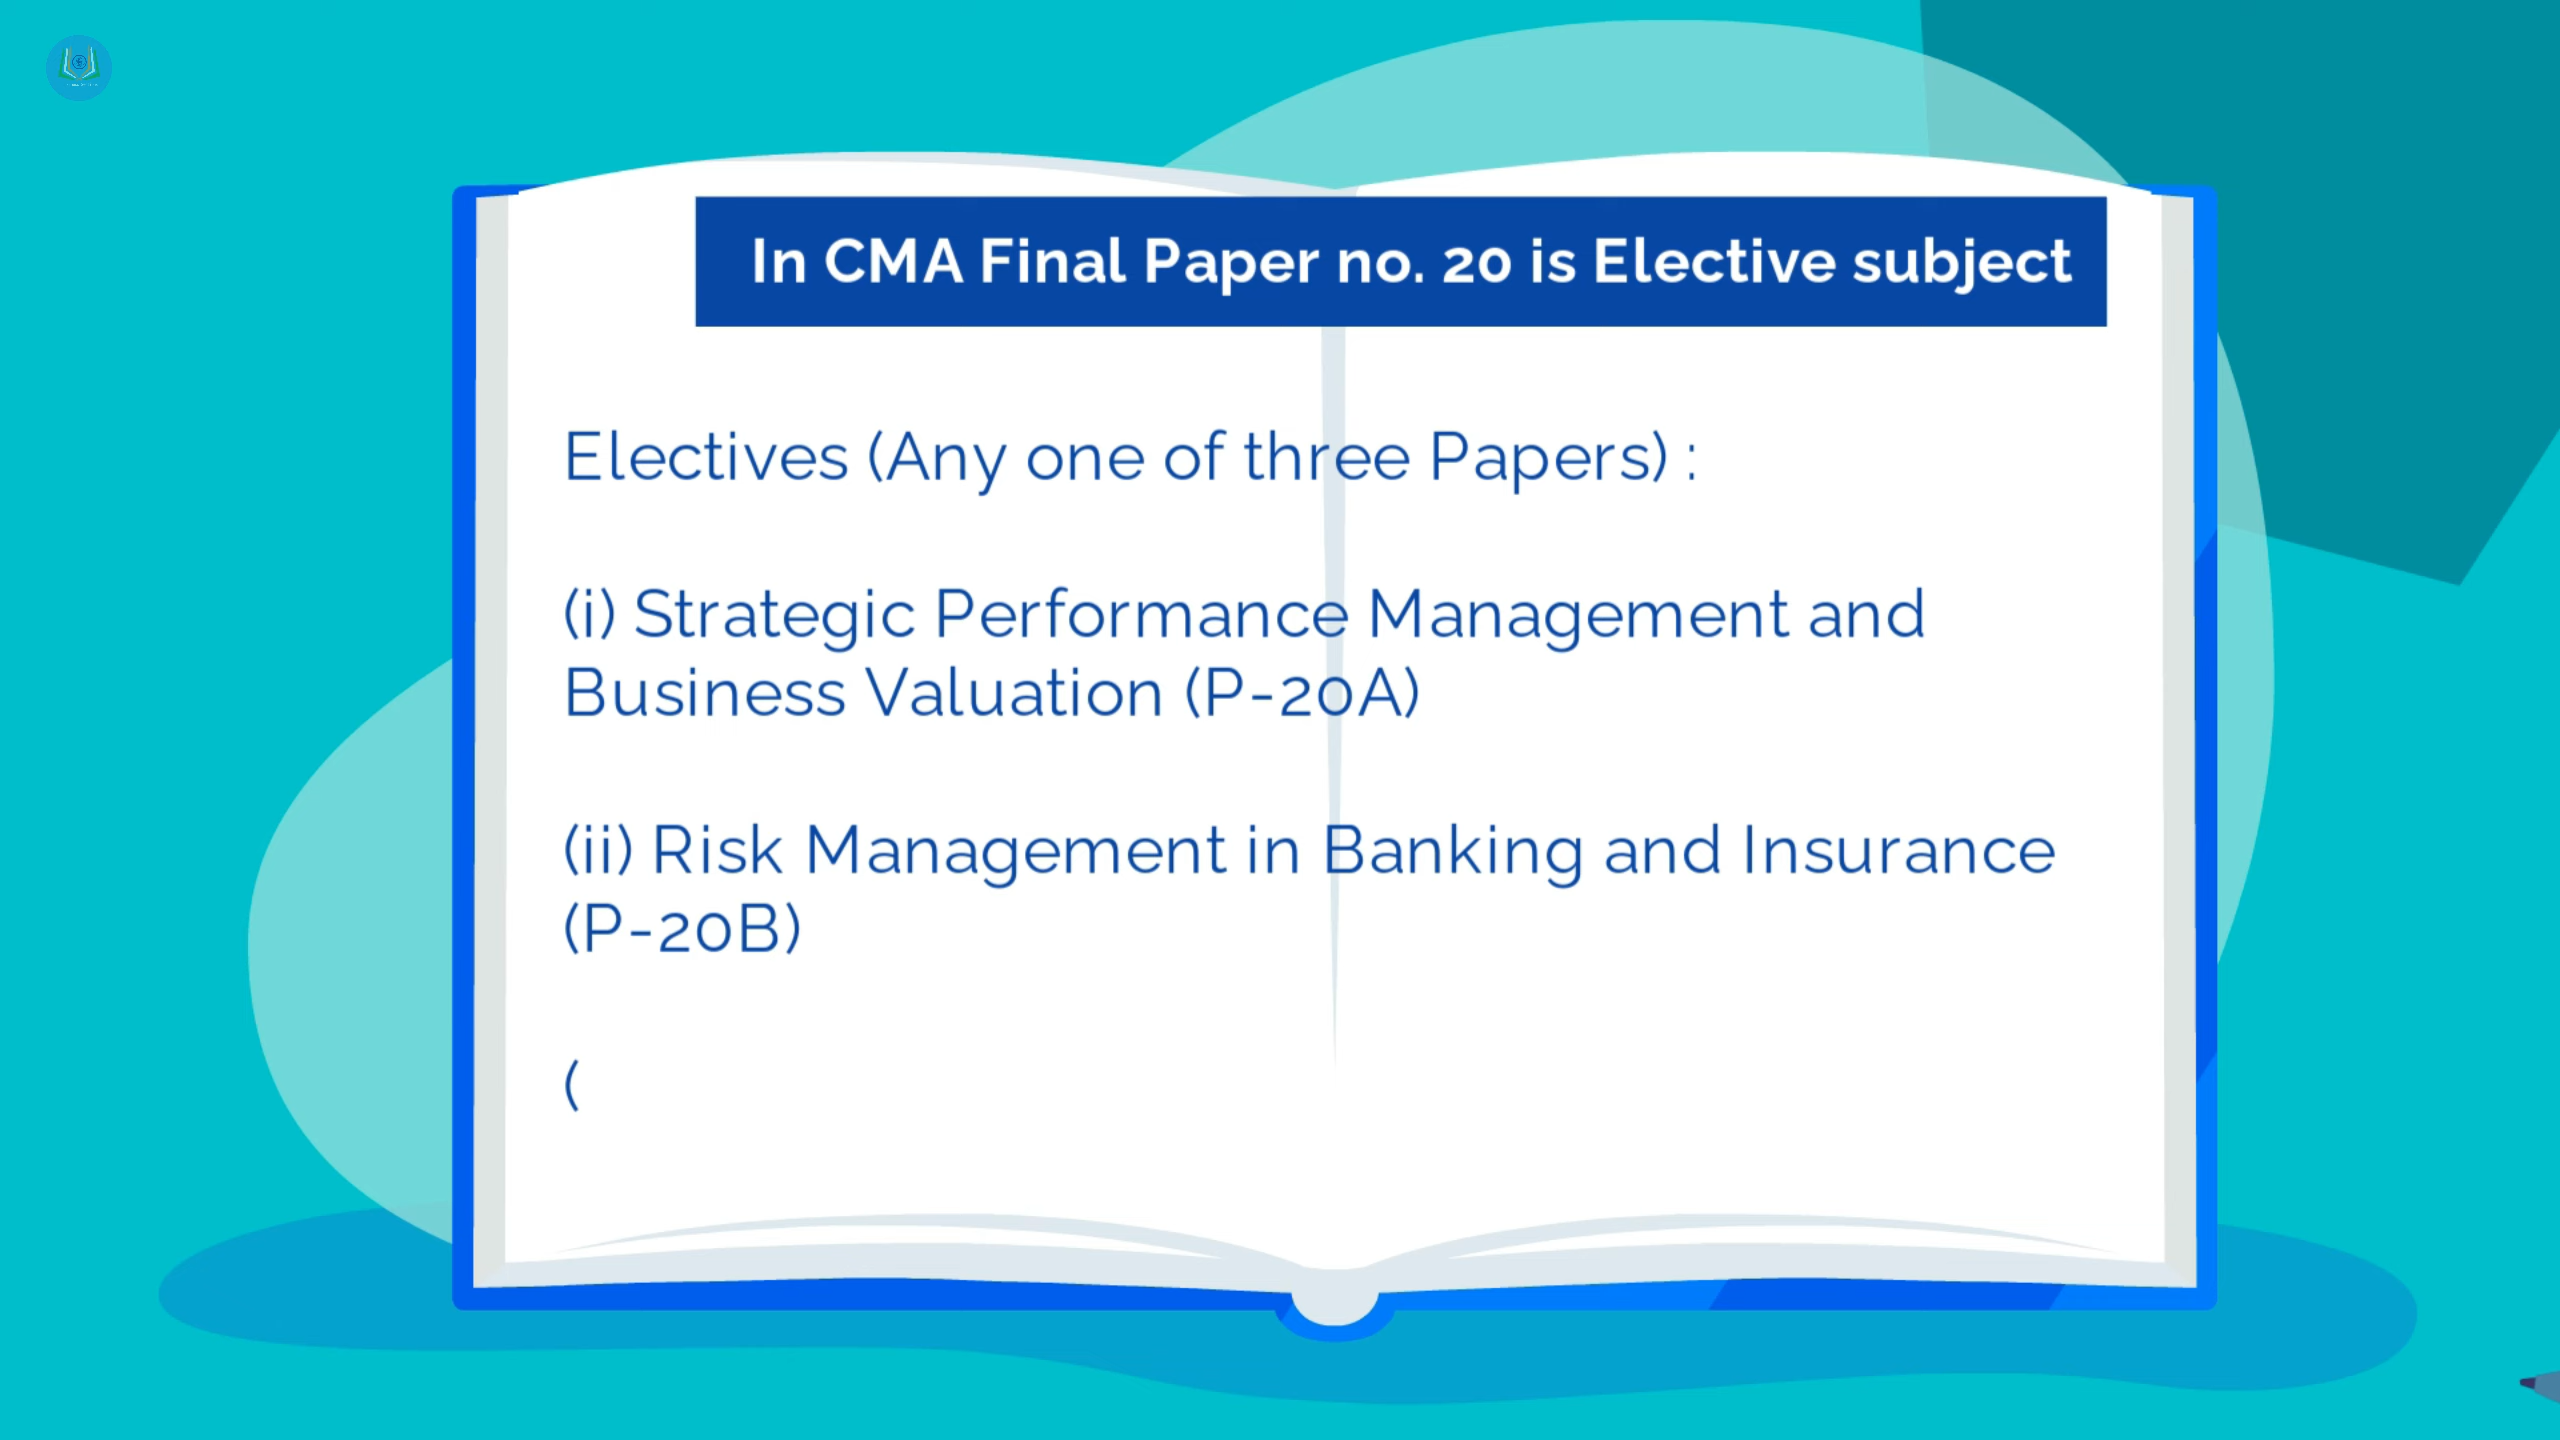 In CMA Final Paper no. 20 is Elective subject
Electives (Any one of three Papers) :
(i) Strategic Performance Management and
Business Valuation (P-20A)
(ii) Risk Management in Banking and Insurance
(P-20B)
(